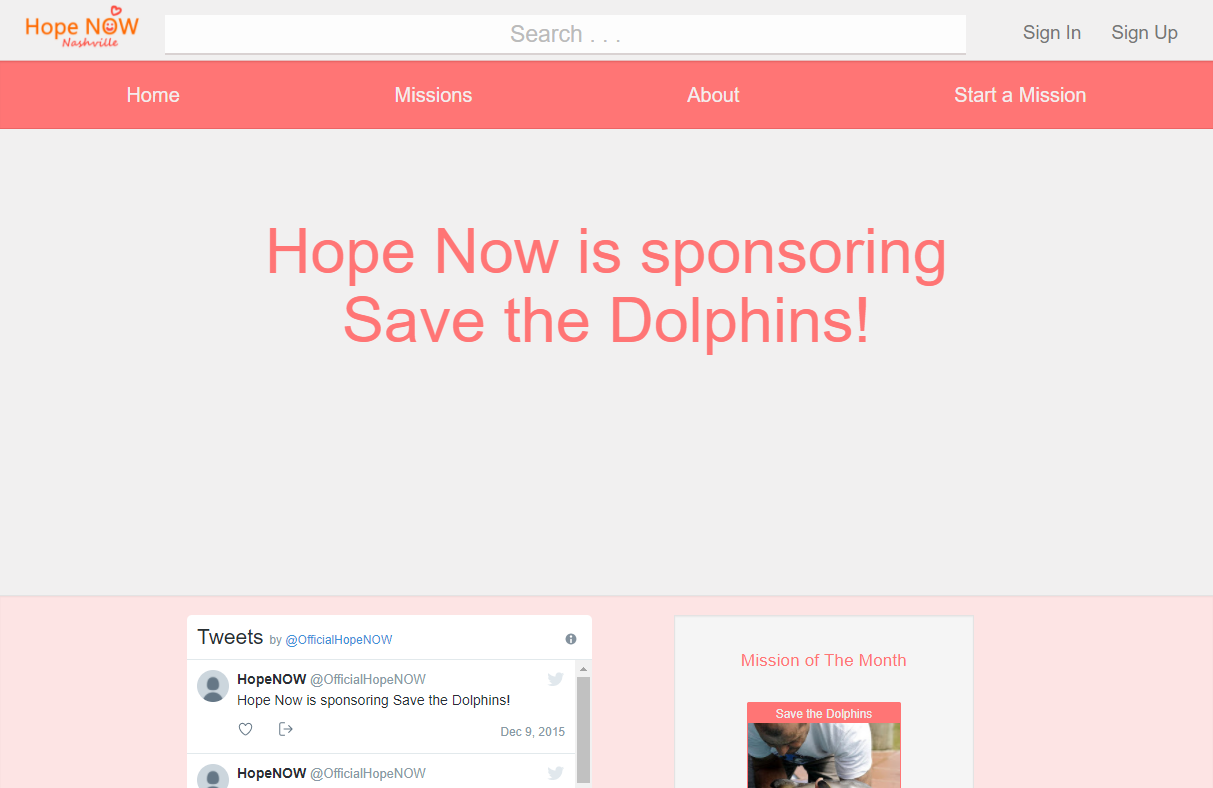 Hope NOW
Nashville
Search . . .
Sign In
Sign Up
Home
Missions
About
Start a Mission
Hope Now is sponsoring
Save the Dolphins!
Tweets by @OfficialHopeNOW
HopeNOW @OfficialHopeNOW
Hope Now is sponsoring Save the Dolphins!
Dec 9, 2015
HopeNOW @OfficialHopeNOW
Mission of The Month
Save the Dolphins